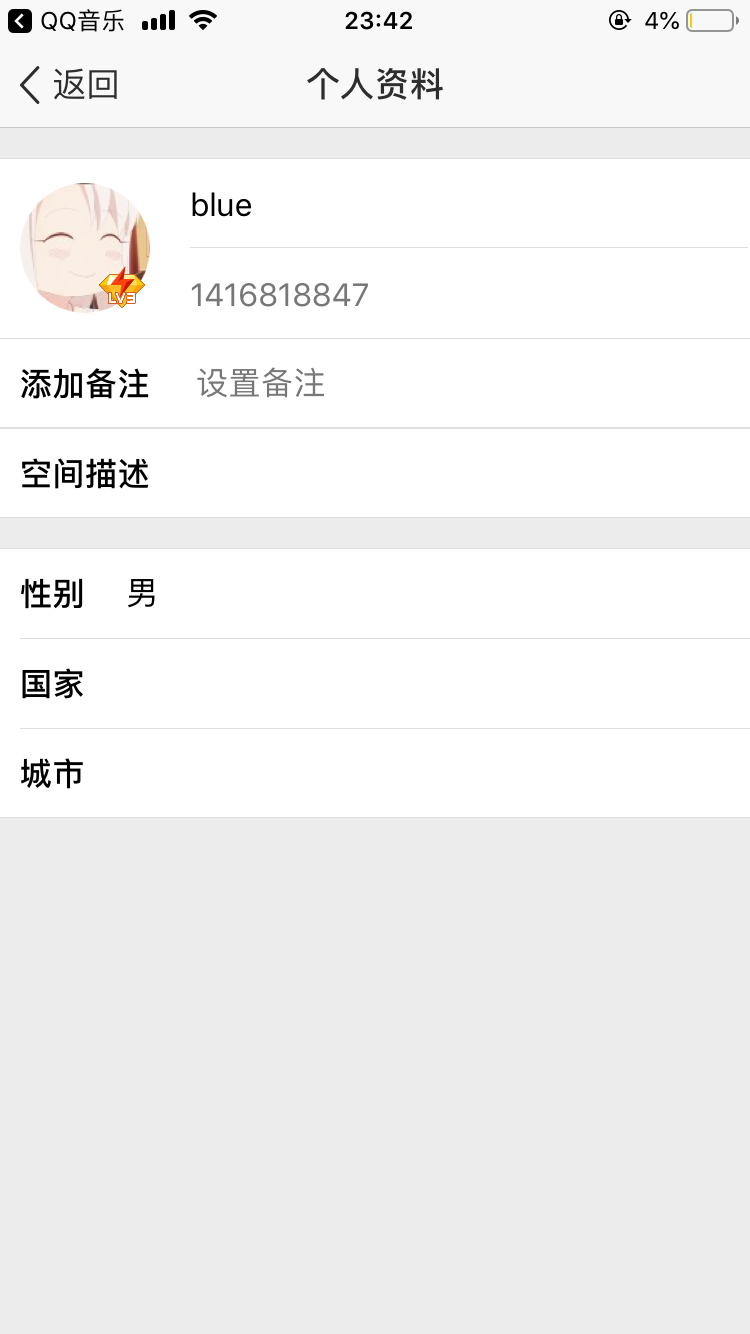 QQ音乐 23:42 4%
返回 个人资料
blue
LV3
1416818847
添加备注 设置备注
空间描述
性别 男
国家
城市